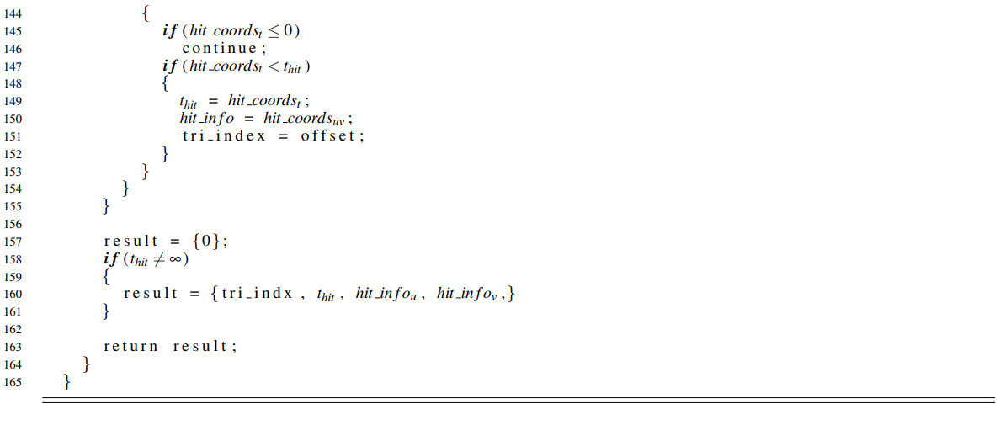 144 {
145 if(hit_coords_t ≤ 0)
146 continue;
147 if(hit_coords_t < t_hit)
148 {
149 t_hit = hit_coords_t;
150 hit_info = hit_coords_uv;
151 tri_index = offset;
152 }
153 }
154 }
155 }
156
157 result = {0};
158 if(t_hit ≠ ∞)
159 {
160 result = {tri_indx, t_hit, hit_info_u, hit_info_v,}
161 }
162
163 return result;
164 }
165 }